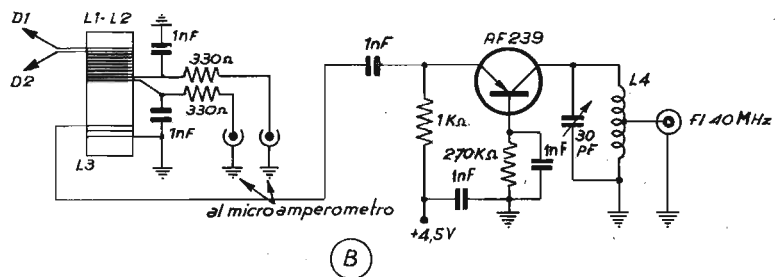 D1
L1-L2
1nF
330Ω
D2
330Ω
1nF
L3
al microamperometro
1nF
AF239
1KΩ
270KΩ
1nF
1nF
+4,5V
30
PF
L4
FI 40 MHz
B